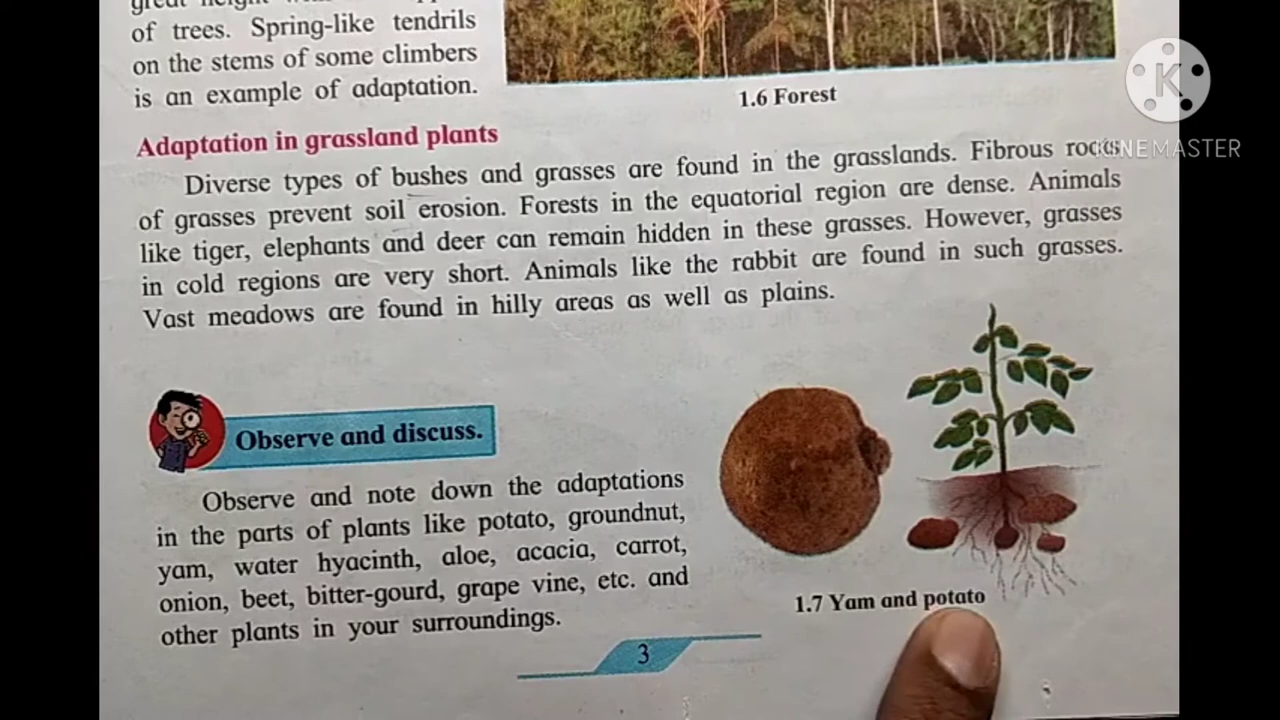 great height
of trees. Spring-like tendrils
on the stems of some climbers
is an example of adaptation.
1.6 Forest
K
KINEMASTER
Adaptation in grassland plants
Diverse types of bushes and grasses are found in the grasslands. Fibrous roots
of grasses prevent soil erosion. Forests in the equatorial region are dense. Animals
like tiger, elephants and deer can remain hidden in these grasses. However, grasses
in cold regions are very short. Animals like the rabbit are found in such grasses.
Vast meadows are found in hilly areas as well as plains.
Observe and discuss.
Observe and note down the adaptations
in the parts of plants like potato, groundnut,
yam, water hyacinth, aloe, acacia, carrot,
onion, beet, bitter-gourd, grape vine, etc. and
other plants in your surroundings.
1.7 Yam and potato
3